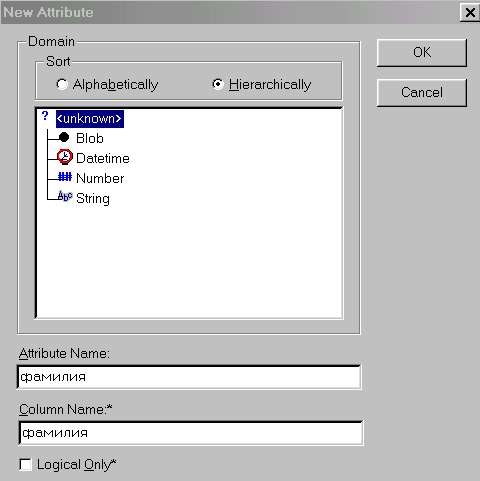 New Attribute
Domain
OK
Sort
Alphabetically
Hierarchically
Cancel
? <unknown>
Blob
Datetime
Number
Abc String
Attribute Name:
фамилия
Column Name:*
фамилия
Logical Only*